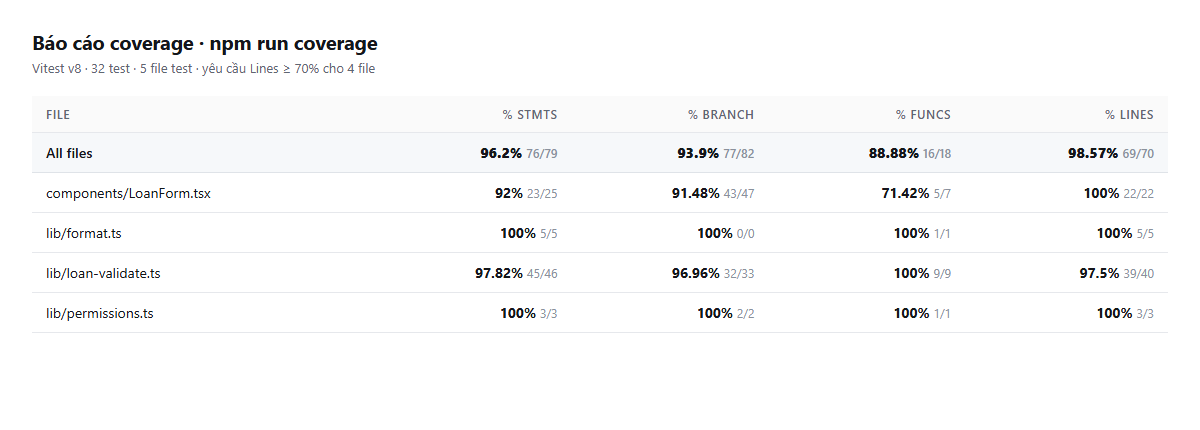 Báo cáo coverage · npm run coverage
Vitest v8 · 32 test · 5 file test · yêu cầu Lines ≥ 70% cho 4 file
FILE % STMTS % BRANCH % FUNCS % LINES
All files 96.2% 76/79 93.9% 77/82 88.88% 16/18 98.57% 69/70
components/LoanForm.tsx 92% 23/25 91.48% 43/47 71.42% 5/7 100% 22/22
lib/format.ts 100% 5/5 100% 0/0 100% 1/1 100% 5/5
lib/loan-validate.ts 97.82% 45/46 96.96% 32/33 100% 9/9 97.5% 39/40
lib/permissions.ts 100% 3/3 100% 2/2 100% 1/1 100% 3/3